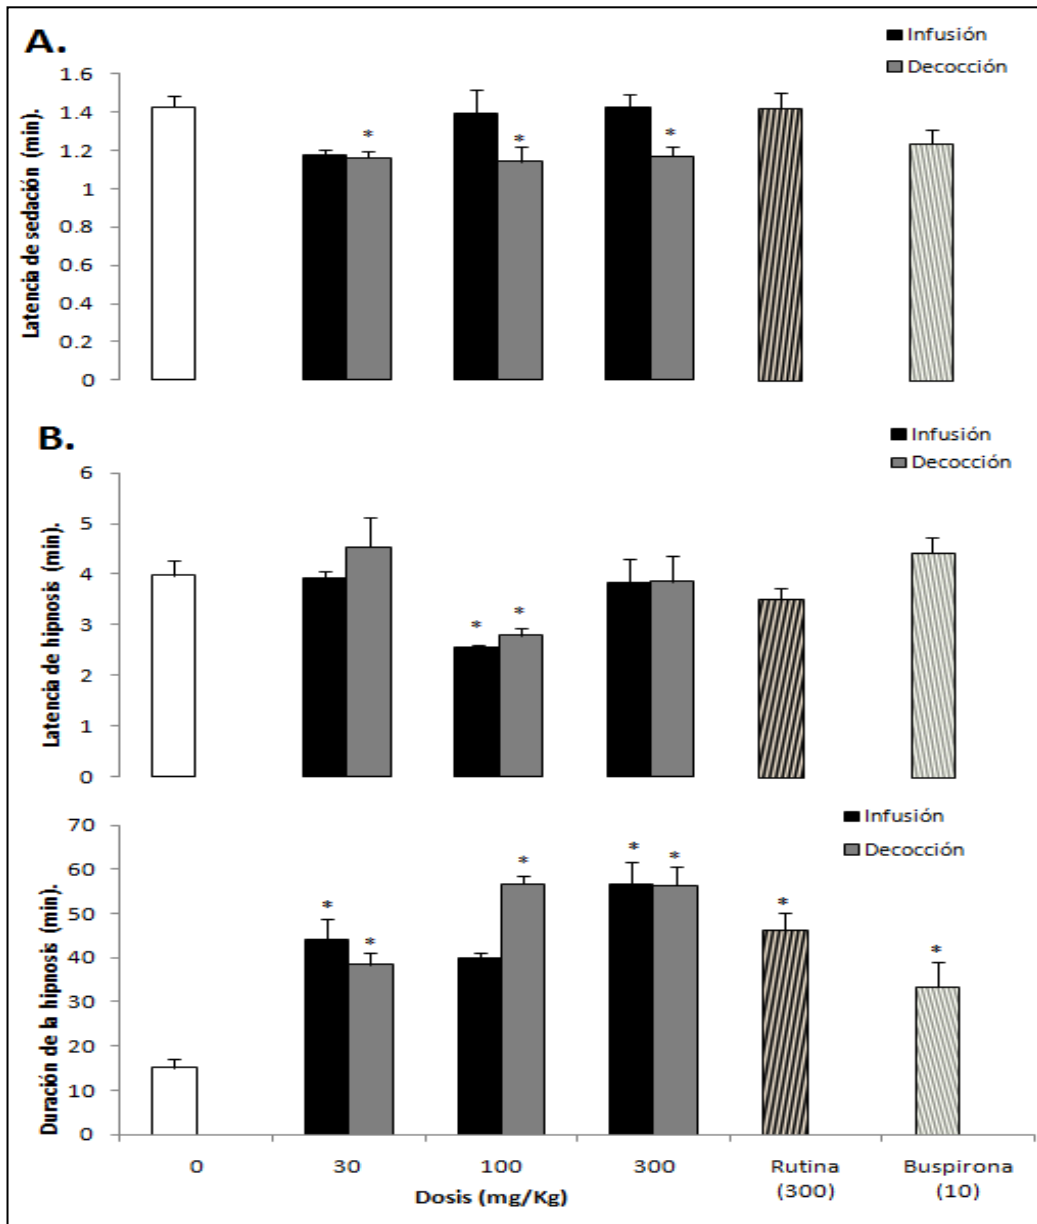 A.
Infusión
Decocción
Latencia de sedación (min).
1.6
1.4
1.2
1
0.8
0.6
0.4
0.2
0
*
*
*
B.
Infusión
Decocción
Latencia de hipnosis (min).
6
5
4
3
2
1
0
*
*
Infusión
Decocción
Duración de la hipnosis (min).
70
60
50
40
30
20
10
0
*
*
*
*
*
*
*
0 30 100 300 Rutina (300) Buspirona (10)
Dosis (mg/Kg)